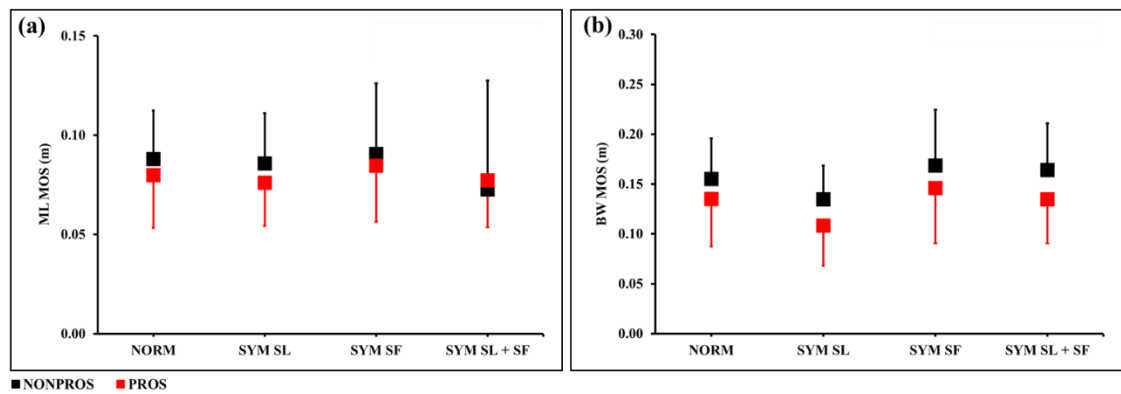 (a)
ML MOS (m)
0.15
0.10
0.05
0.00
NORM SYM SL SYM SF SYM SL + SF
(b)
BW MOS (m)
0.30
0.25
0.20
0.15
0.10
0.05
0.00
NORM SYM SL SYM SF SYM SL + SF
NONPROS PROS